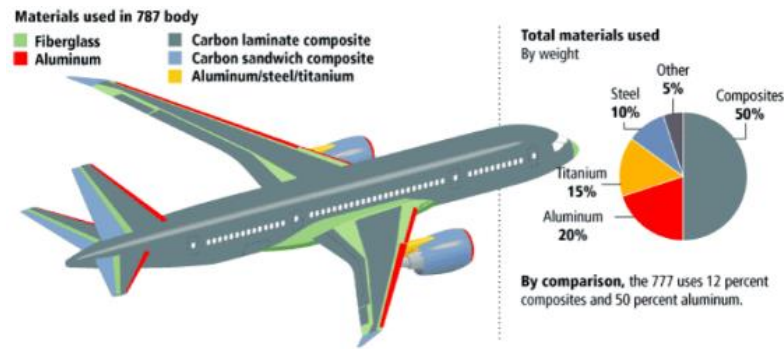 Materials used in 787 body
Fiberglass
Aluminum
Carbon laminate composite
Carbon sandwich composite
Aluminum/steel/titanium
Total materials used
By weight
Other
5%
Steel
10%
Composites
50%
Titanium
15%
Aluminum
20%
By comparison, the 777 uses 12 percent
composites and 50 percent aluminum.